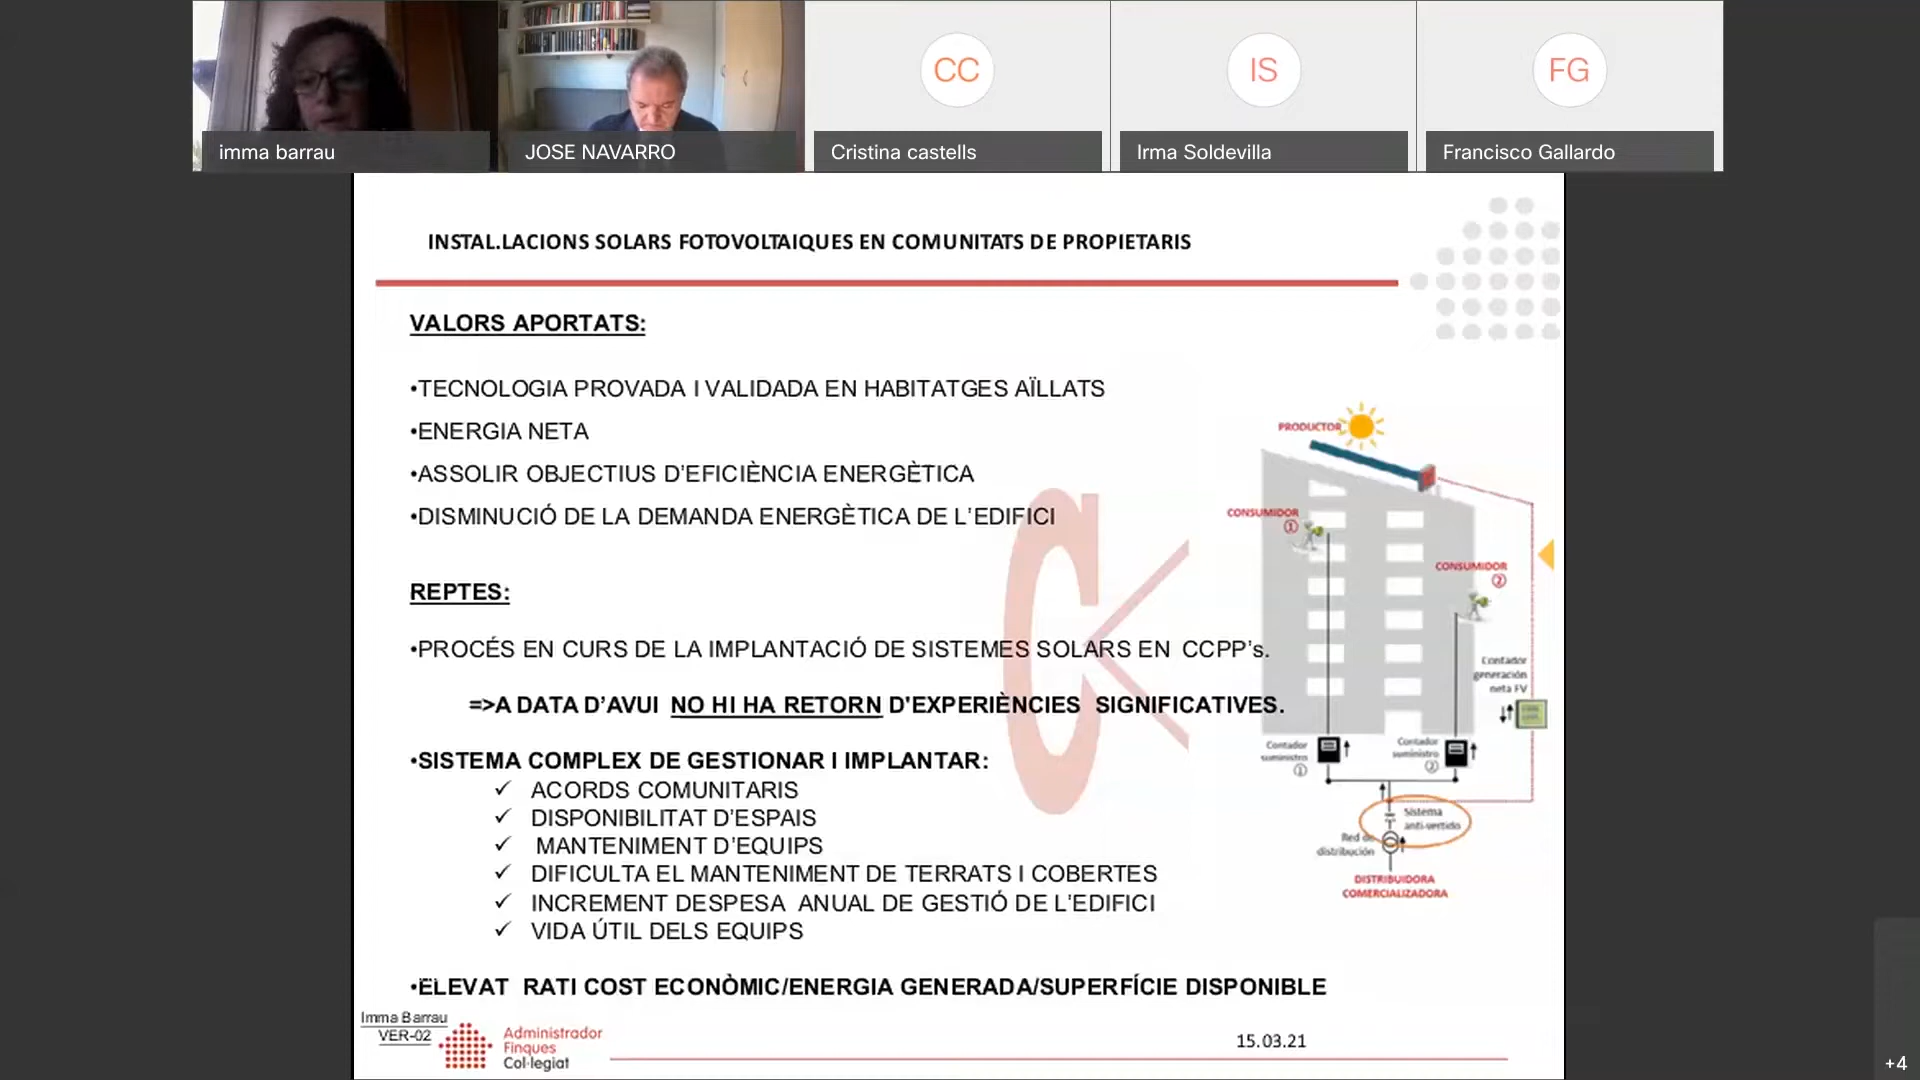 CC
IS
FG
imma barrau
JOSE NAVARRO
Cristina castells
Irma Soldevilla
Francisco Gallardo
INSTAL.LACIONS SOLARS FOTOVOLTAIQUES EN COMUNITATS DE PROPIETARIS
VALORS APORTATS:
•TECNOLOGIA PROVADA I VALIDADA EN HABITATGES AÏLLATS
•ENERGIA NETA
•ASSOLIR OBJECTIUS D'EFICIÈNCIA ENERGÈTICA
•DISMINUCIÓ DE LA DEMANDA ENERGÈTICA DE L'EDIFICI
REPTES:
•PROCÉS EN CURS DE LA IMPLANTACIÓ DE SISTEMES SOLARS EN CCPP's.
=>A DATA D'AVUI NO HI HA RETORN D'EXPERIÈNCIES SIGNIFICATIVES.
•SISTEMA COMPLEX DE GESTIONAR I IMPLANTAR:
✓ ACORDS COMUNITARIS
✓ DISPONIBILITAT D'ESPAIS
✓ MANTENIMENT D'EQUIPS
✓ DIFICULTA EL MANTENIMENT DE TERRATS I COBERTES
✓ INCREMENT DESPESA ANUAL DE GESTIÓ DE L'EDIFICI
✓ VIDA ÚTIL DELS EQUIPS
•ELEVAT RATI COST ECONÒMIC/ENERGIA GENERADA/SUPERFÍCIE DISPONIBLE
PRODUCTOR
CONSUMIDOR
①
CONSUMIDOR
②
Contador
generación
neta FV
Contador
suministro
①
Contador
suministro
②
Sistema
anti-vertido
Red de
distribución
DISTRIBUIDORA
COMERCIALIZADORA
Imma Barrau
VER-02
Administrador
Finques
Col·legiat
15.03.21
+4